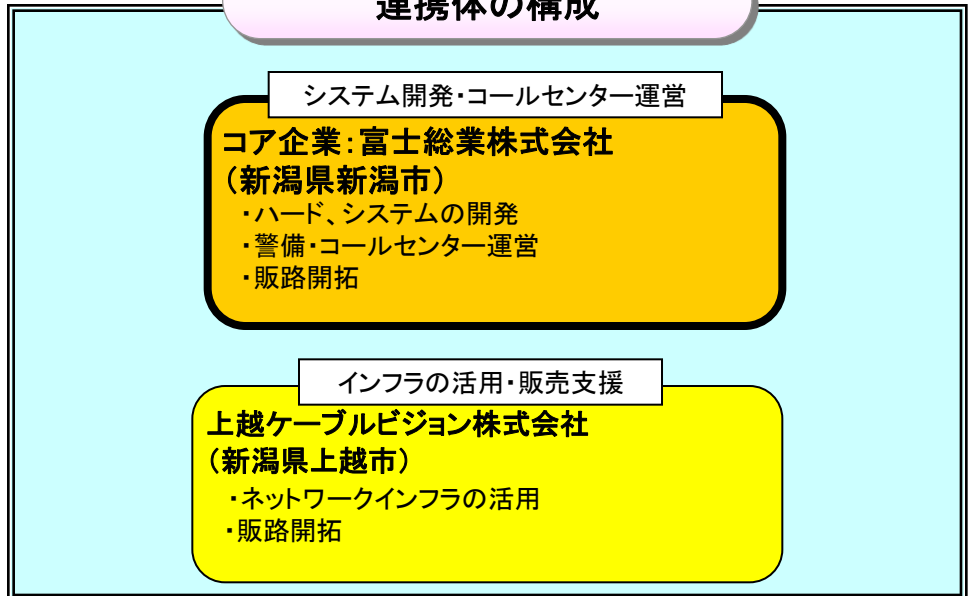 連携体の構成
システム開発・コールセンター運営
コア企業：富士総業株式会社
（新潟県新潟市）
・ハード、システムの開発
・警備・コールセンター運営
・販路開拓
インフラの活用・販売支援
上越ケーブルビジョン株式会社
（新潟県上越市）
・ネットワークインフラの活用
・販路開拓